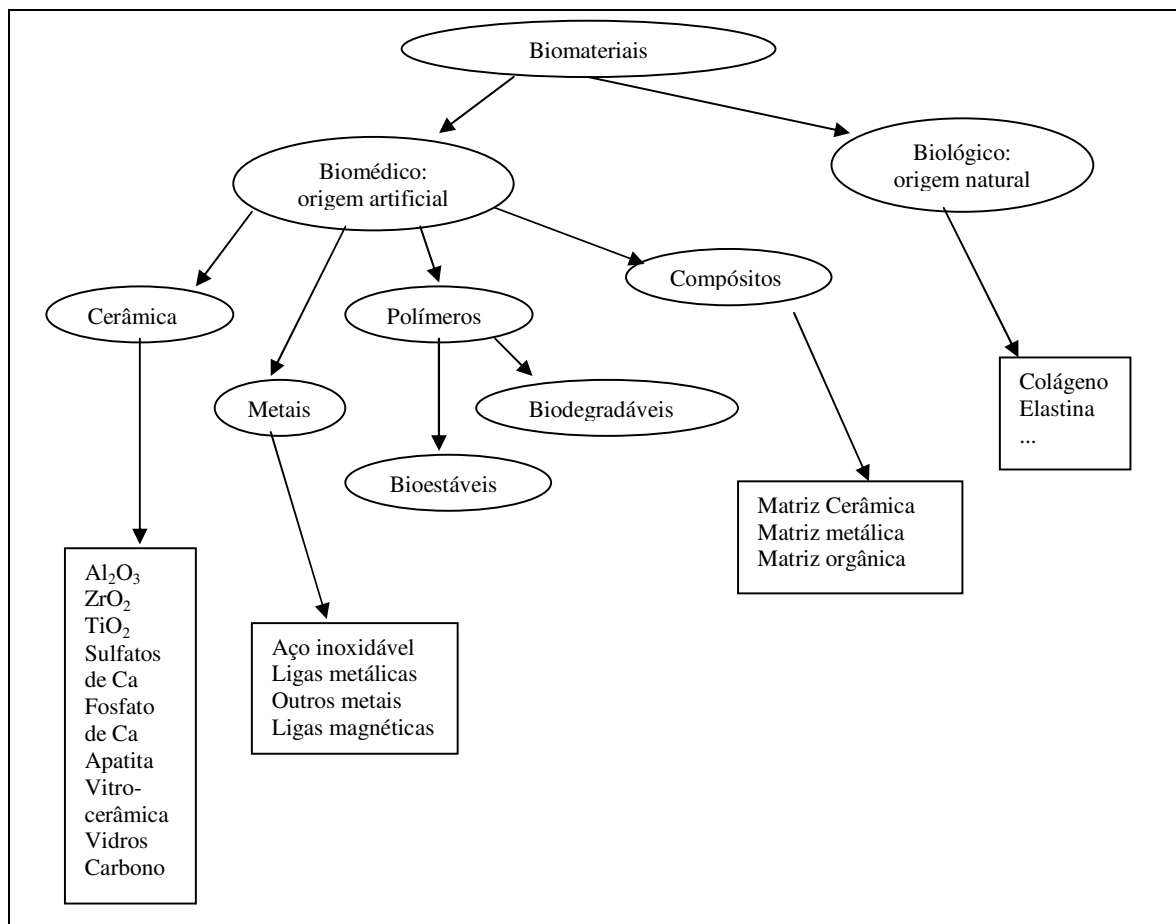 Biomateriais
Biomédico:
origem artificial
Biológico:
origem natural
Cerâmica
Polímeros
Compósitos
Metais
Biodegradáveis
Bioestáveis
Colágeno
Elastina
...
Matriz Cerâmica
Matriz metálica
Matriz orgânica
Al₂O₃
ZrO₂
TiO₂
Sulfatos
de Ca
Fosfato
de Ca
Apatita
Vitro-
cerâmica
Vidros
Carbono
Aço inoxidável
Ligas metálicas
Outros metais
Ligas magnéticas